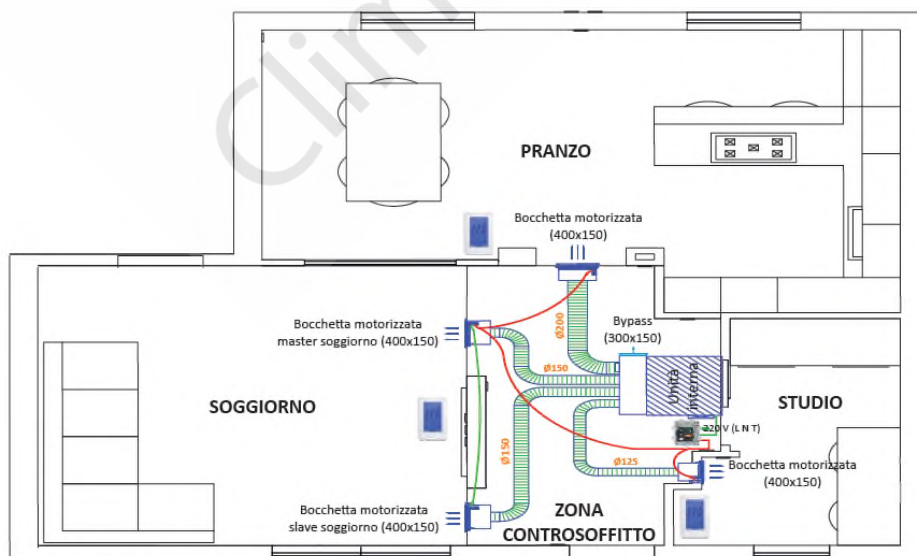 Clim
PRANZO
Bocchetta motorizzata
(400x150)
Bocchetta motorizzata
master soggiorno (400x150)
Ø200
Bypass
(300x150)
Ø150
Unità
interna
SOGGIORNO
STUDIO
220 V (L N T)
Ø150
Ø125
Bocchetta motorizzata
(400x150)
Bocchetta motorizzata
slave soggiorno (400x150)
ZONA
CONTROSOFFITTO